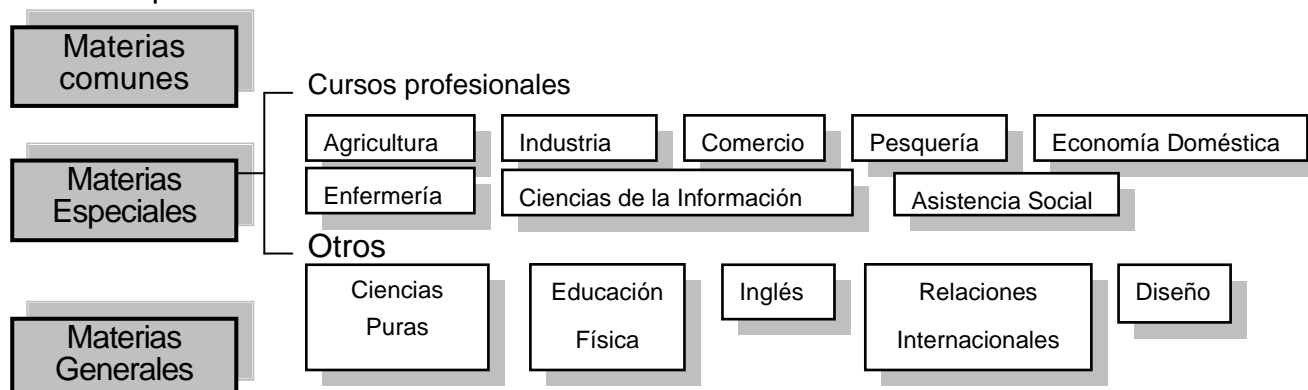 Materias
comunes
Cursos profesionales
Agricultura
Industria
Comercio
Pesquería
Economía Doméstica
Materias
Especiales
Enfermería
Ciencias de la Información
Asistencia Social
Otros
Ciencias
Puras
Educación
Física
Inglés
Relaciones
Internacionales
Diseño
Materias
Generales